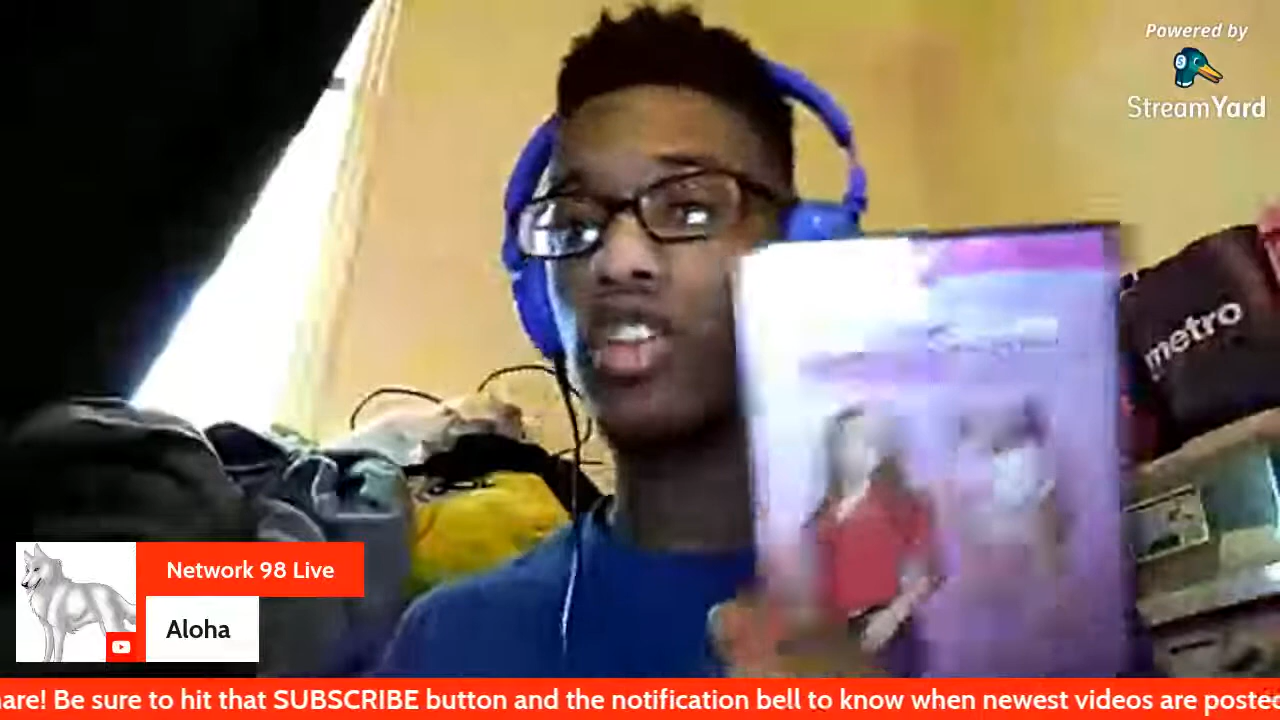 Powered by
StreamYard
metro
Network 98 Live
Aloha
are! Be sure to hit that SUBSCRIBE button and the notification bell to know when newest videos are posted